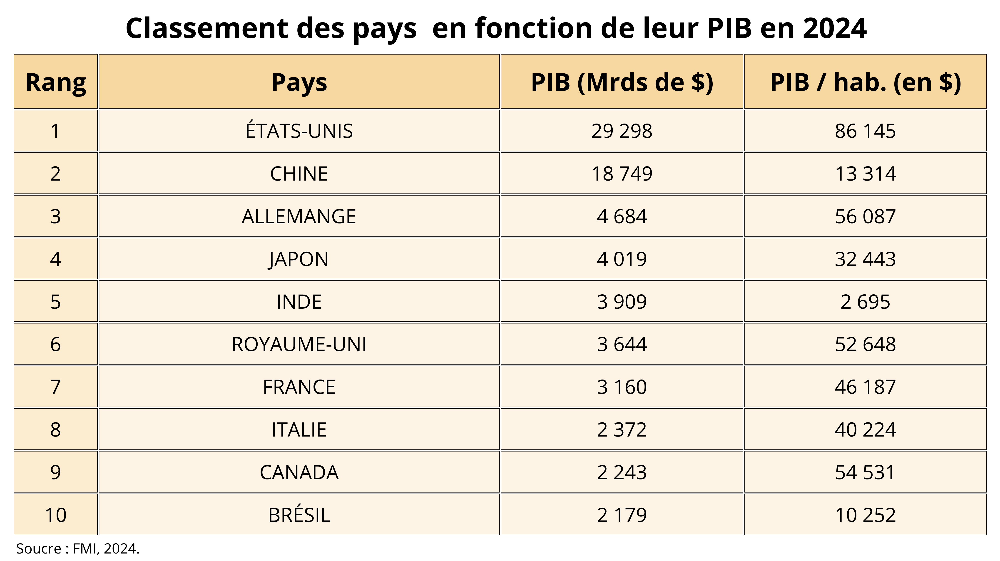 Classement des pays  en fonction de leur PIB en 2024
Rang Pays PIB (Mrds de $) PIB / hab. (en $)
1 ÉTATS-UNIS 29 298 86 145
2 CHINE 18 749 13 314
3 ALLEMANGE 4 684 56 087
4 JAPON 4 019 32 443
5 INDE 3 909 2 695
6 ROYAUME-UNI 3 644 52 648
7 FRANCE 3 160 46 187
8 ITALIE 2 372 40 224
9 CANADA 2 243 54 531
10 BRÉSIL 2 179 10 252
Soucre : FMI, 2024.